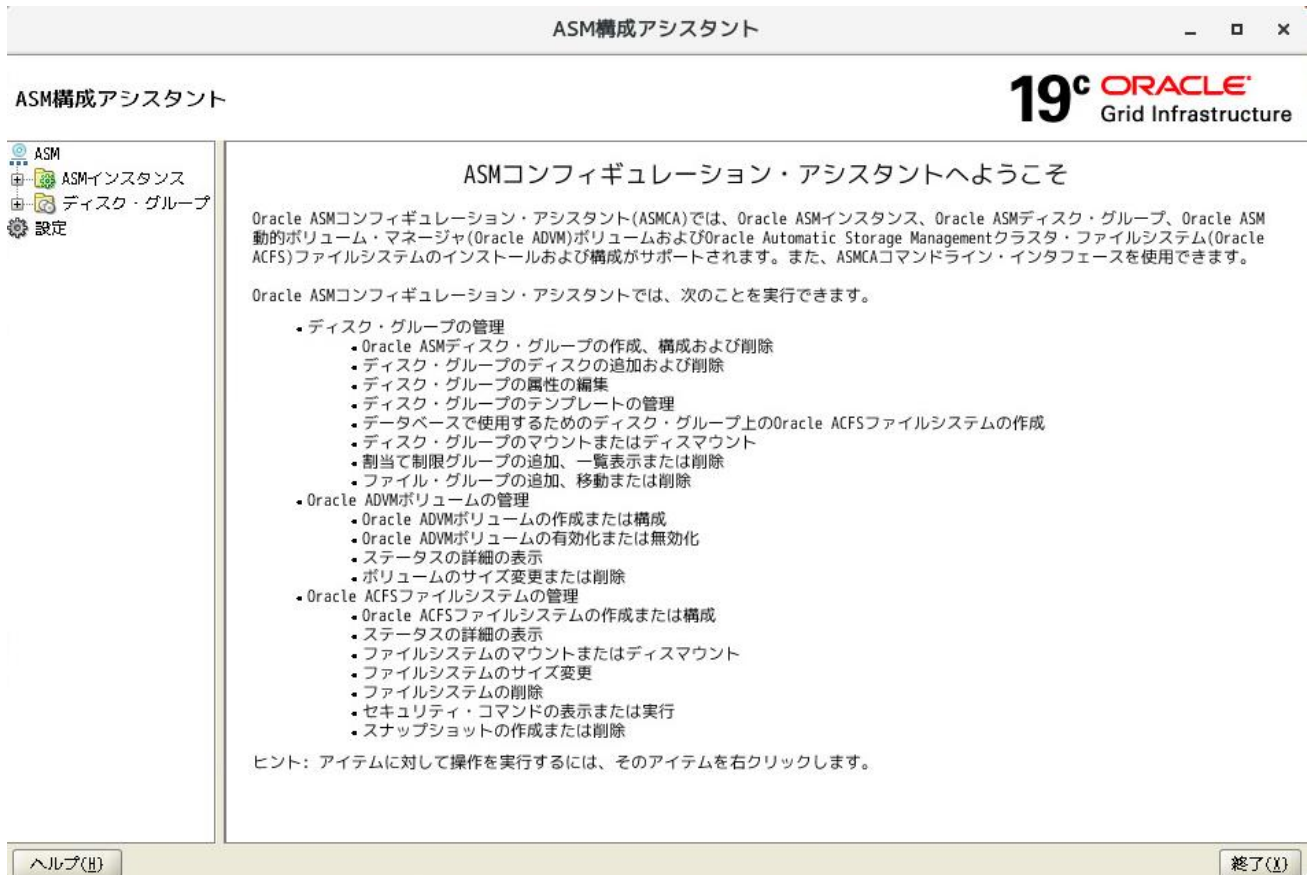 ASM構成アシスタント
ASM構成アシスタント
19c ORACLE
Grid Infrastructure
ASM
ASMインスタンス
ディスク・グループ
設定
ASMコンフィギュレーション・アシスタントへようこそ
Oracle ASMコンフィギュレーション・アシスタント(ASMCA)では、Oracle ASMインスタンス、Oracle ASMディスク・グループ、Oracle ASM
動的ボリューム・マネージャ(Oracle ADVM)ボリュームおよびOracle Automatic Storage Managementクラスタ・ファイルシステム(Oracle
ACFS)ファイルシステムのインストールおよび構成がサポートされます。また、ASMCAコマンドライン・インタフェースを使用できます。
Oracle ASMコンフィギュレーション・アシスタントでは、次のことを実行できます。
• ディスク・グループの管理
• Oracle ASMディスク・グループの作成、構成および削除
• ディスク・グループのディスクの追加および削除
• ディスク・グループの属性の編集
• ディスク・グループのテンプレートの管理
• データベースで使用するためのディスク・グループ上のOracle ACFSファイルシステムの作成
• ディスク・グループのマウントまたはディスマウント
• 割当て制限グループの追加、一覧表示または削除
• ファイル・グループの追加、移動または削除
• Oracle ADVMボリュームの管理
• Oracle ADVMボリュームの作成または構成
• Oracle ADVMボリュームの有効化または無効化
• ステータスの詳細の表示
• ボリュームのサイズ変更または削除
• Oracle ACFSファイルシステムの管理
• Oracle ACFSファイルシステムの作成または構成
• ステータスの詳細の表示
• ファイルシステムのマウントまたはディスマウント
• ファイルシステムのサイズ変更
• ファイルシステムの削除
• セキュリティ・コマンドの表示または実行
• スナップショットの作成または削除
ヒント: アイテムに対して操作を実行するには、そのアイテムを右クリックします。
ヘルプ(H)
終了(X)